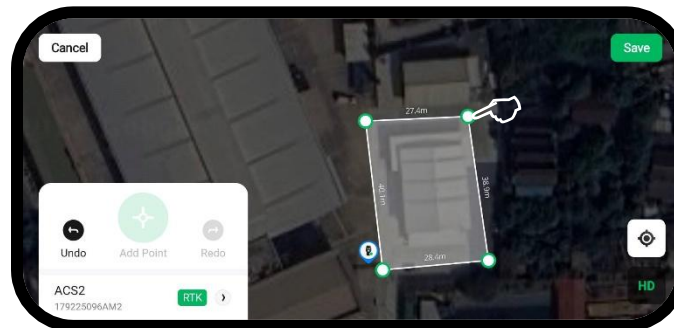 Cancel
Save
27.4m
40.1m
38.9m
28.4m
Undo
Add Point
Redo
ACS2
179225096AM2
RTK
HD